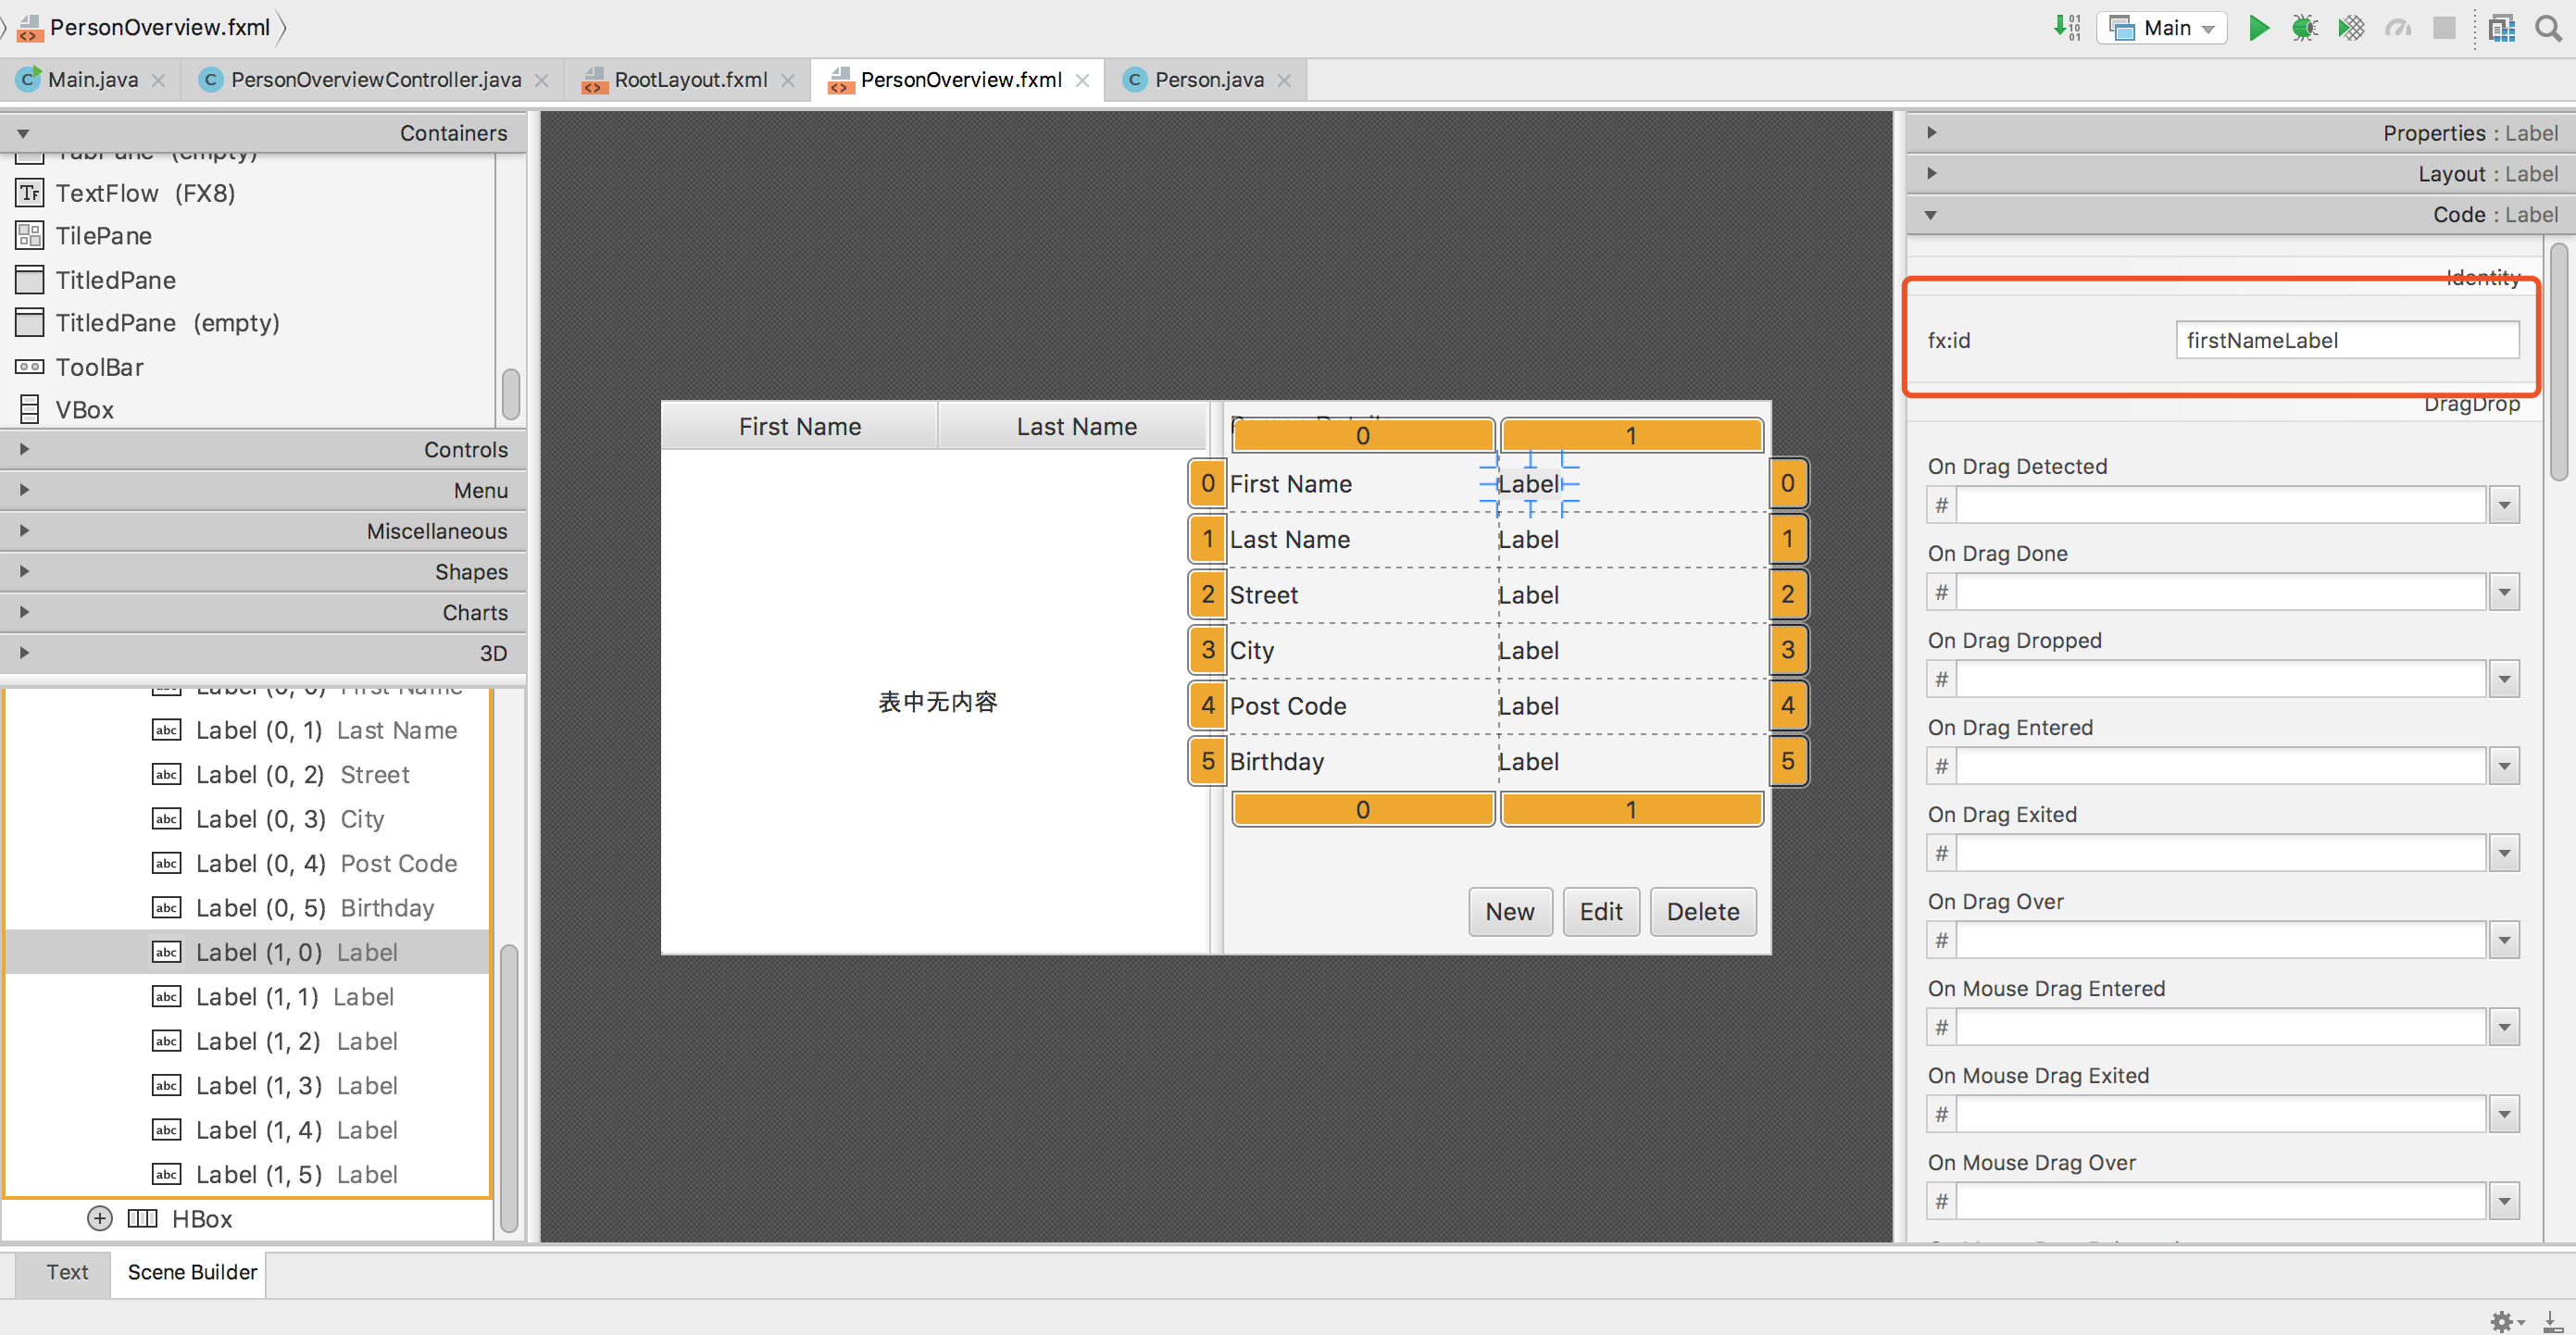 PersonOverview.fxml
Main
Main.java
PersonOverviewController.java
RootLayout.fxml
PersonOverview.fxml
Person.java
Containers
TabPane (empty)
TextFlow (FX8)
TilePane
TitledPane
TitledPane (empty)
ToolBar
VBox
Controls
Menu
Miscellaneous
Shapes
Charts
3D
Label (0, 0) First Name
Label (0, 1) Last Name
Label (0, 2) Street
Label (0, 3) City
Label (0, 4) Post Code
Label (0, 5) Birthday
Label (1, 0) Label
Label (1, 1) Label
Label (1, 2) Label
Label (1, 3) Label
Label (1, 4) Label
Label (1, 5) Label
HBox
First Name Last Name
表中无内容
0 1
0 First Name Label 0
1 Last Name Label 1
2 Street Label 2
3 City Label 3
4 Post Code Label 4
5 Birthday Label 5
0 1
New Edit Delete
Properties : Label
Layout : Label
Code : Label
Identity
fx:id firstNameLabel
DragDrop
On Drag Detected
#
On Drag Done
#
On Drag Dropped
#
On Drag Entered
#
On Drag Exited
#
On Drag Over
#
On Mouse Drag Entered
#
On Mouse Drag Exited
#
On Mouse Drag Over
#
Text Scene Builder